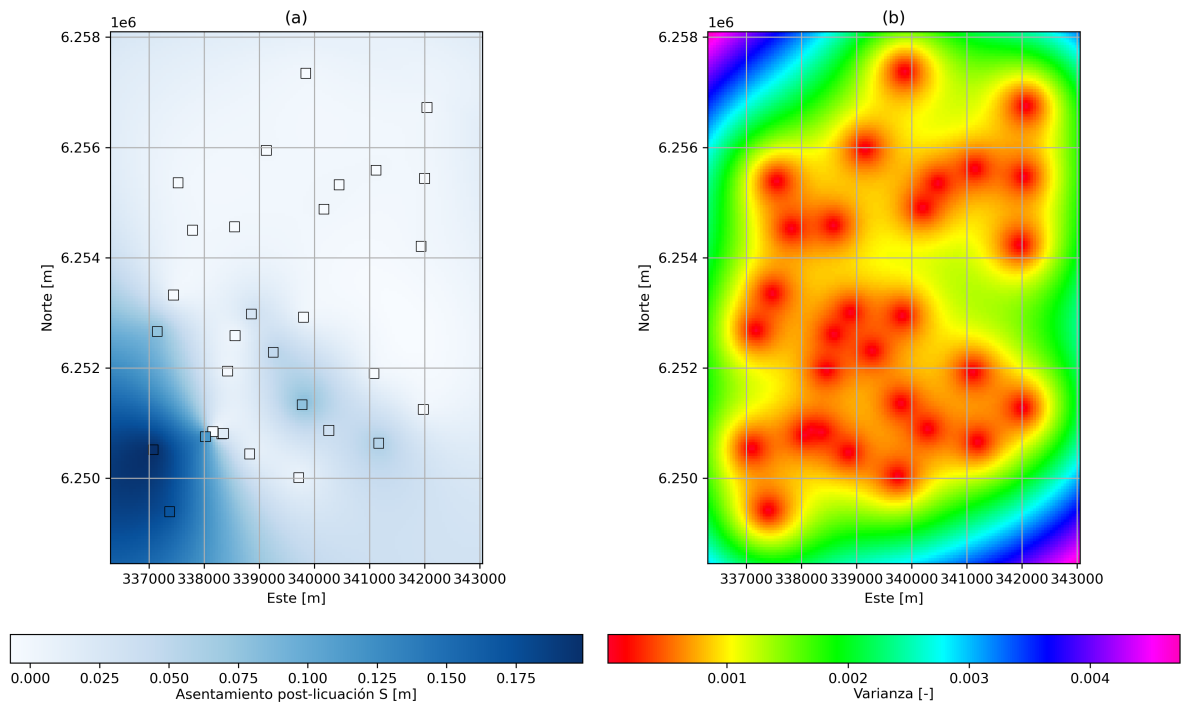 (a)
1e6
6.258
6.256
6.254
6.252
6.250
Norte [m]
337000 338000 339000 340000 341000 342000 343000
Este [m]
0.000 0.025 0.050 0.075 0.100 0.125 0.150 0.175
Asentamiento post-licuación S [m]
(b)
1e6
6.258
6.256
6.254
6.252
6.250
Norte [m]
337000 338000 339000 340000 341000 342000 343000
Este [m]
0.001 0.002 0.003 0.004
Varianza [-]